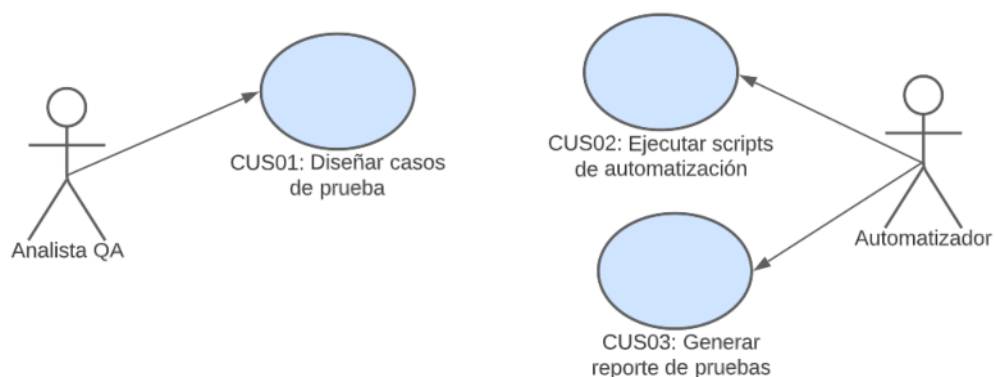 CUS01: Diseñar casos
de prueba
Analista QA
CUS02: Ejecutar scripts
de automatización
Automatizador
CUS03: Generar
reporte de pruebas